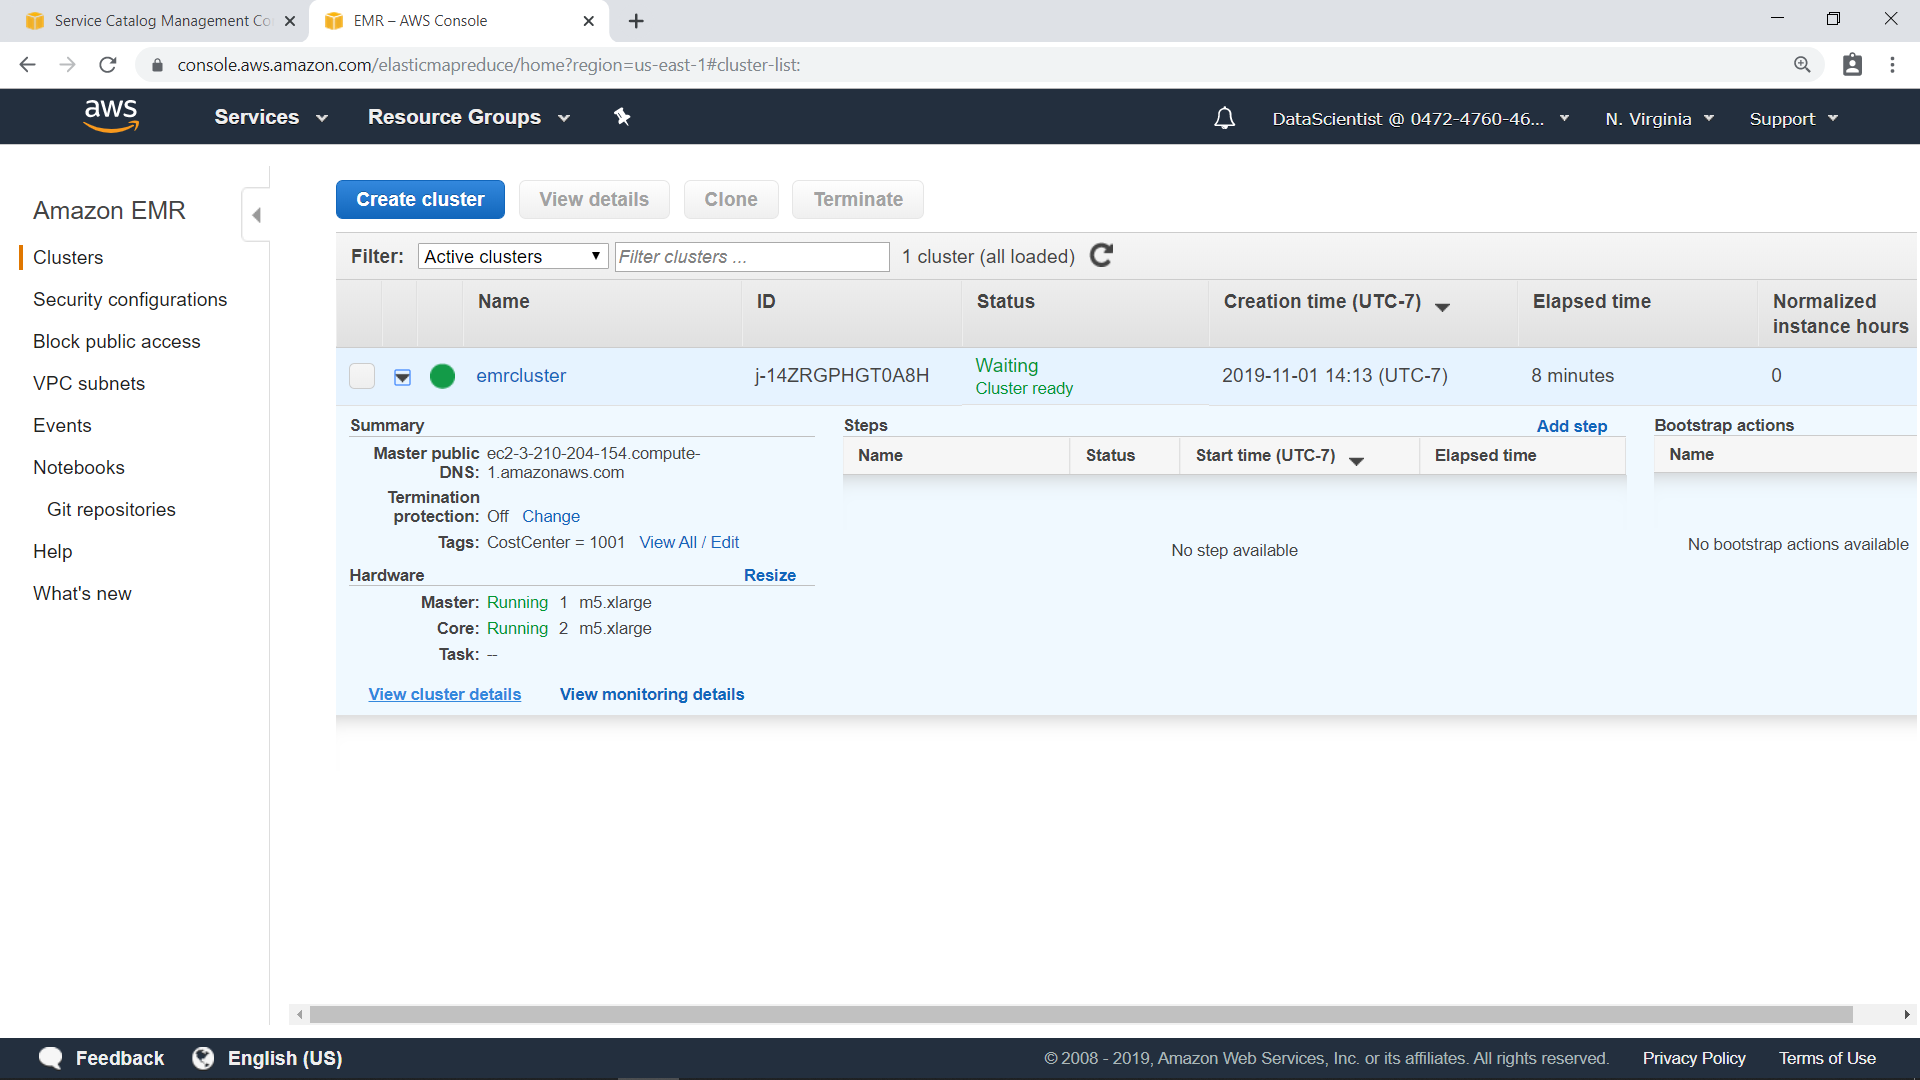 Service Catalog Management Co
EMR – AWS Console
console.aws.amazon.com/elasticmapreduce/home?region=us-east-1#cluster-list:
aws
Services
Resource Groups
DataScientist @ 0472-4760-46...
N. Virginia
Support
Amazon EMR
Clusters
Security configurations
Block public access
VPC subnets
Events
Notebooks
Git repositories
Help
What's new
Create cluster
View details
Clone
Terminate
Filter:
Active clusters
Filter clusters ...
1 cluster (all loaded)
Name
ID
Status
Creation time (UTC-7)
Elapsed time
Normalized
instance hours
emrcluster
j-14ZRGPHGT0A8H
Waiting
Cluster ready
2019-11-01 14:13 (UTC-7)
8 minutes
0
Summary
Master public ec2-3-210-204-154.compute-
DNS: 1.amazonaws.com
Termination
protection: Off Change
Tags: CostCenter = 1001 View All / Edit
Hardware
Resize
Master: Running 1 m5.xlarge
Core: Running 2 m5.xlarge
Task: --
View cluster details
View monitoring details
Steps
Add step
Name
Status
Start time (UTC-7)
Elapsed time
No step available
Bootstrap actions
Name
No bootstrap actions available
Feedback
English (US)
© 2008 - 2019, Amazon Web Services, Inc. or its affiliates. All rights reserved.
Privacy Policy
Terms of Use